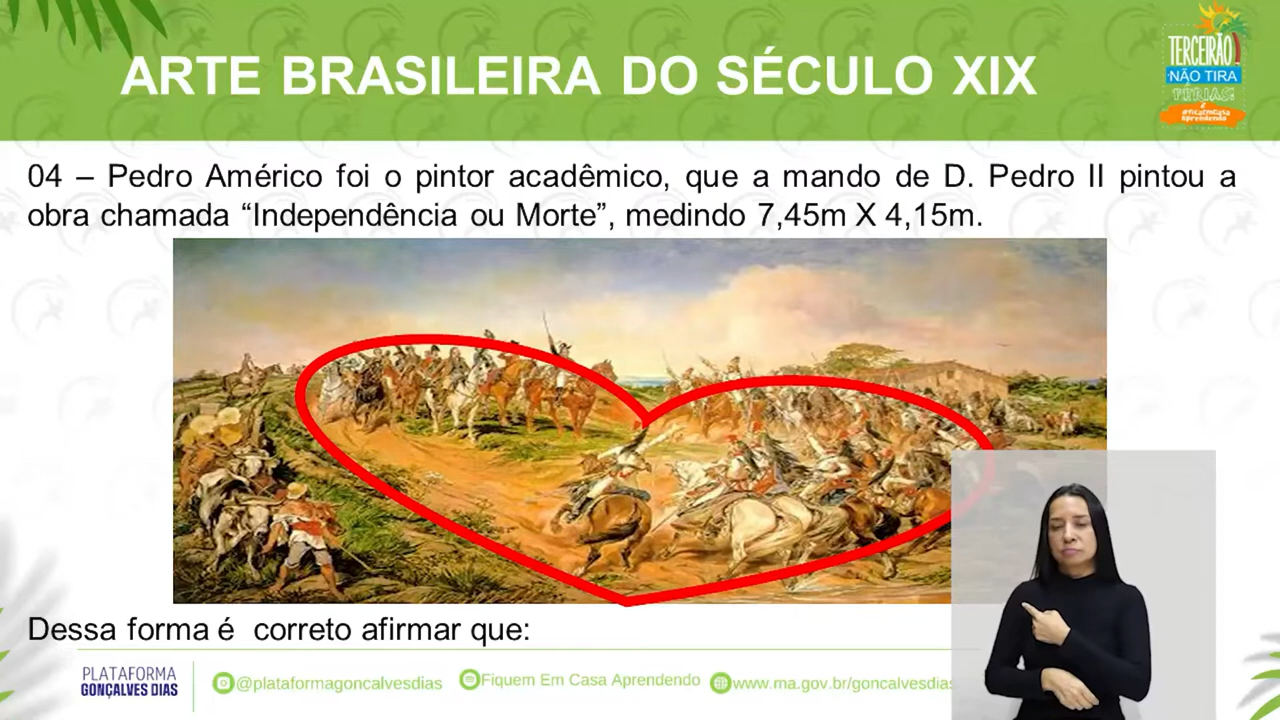 ARTE BRASILEIRA DO SÉCULO XIX
TERCEIRÃO!
NÃO TIRA
FÉRIAS!
É
#FicaEmCasa
Aprendendo
04 – Pedro Américo foi o pintor acadêmico, que a mando de D. Pedro II pintou a
obra chamada “Independência ou Morte”, medindo 7,45m X 4,15m.
Dessa forma é correto afirmar que:
PLATAFORMA
GONÇALVES DIAS
@plataformagoncalvesdias
Fiquem Em Casa Aprendendo
www.ma.gov.br/goncalvesdias